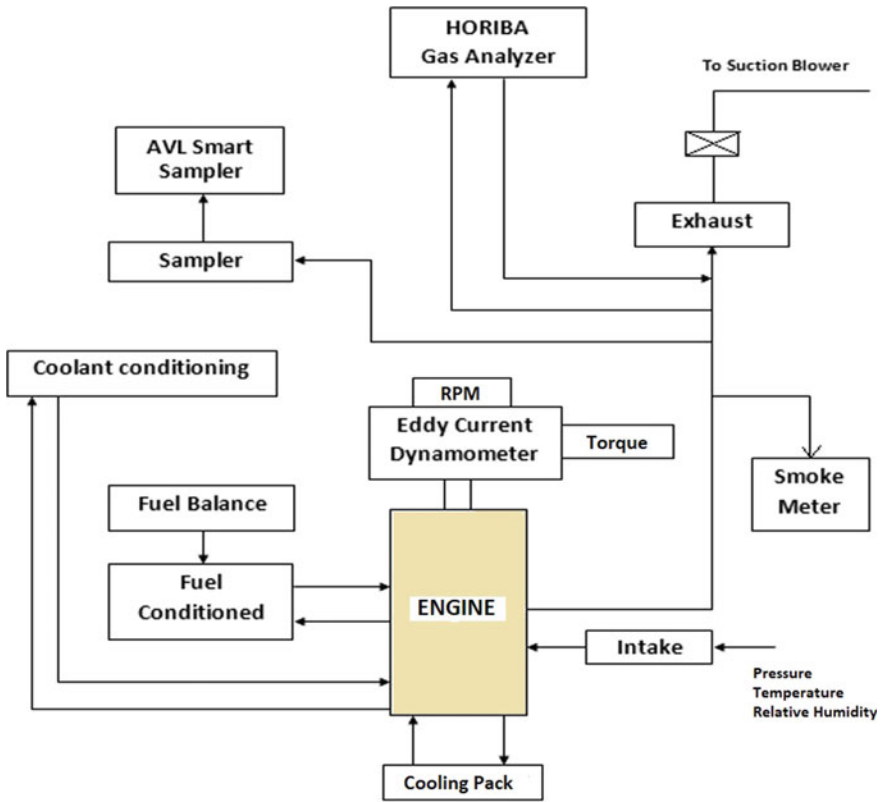 HORIBA
Gas Analyzer
To Suction Blower
AVL Smart
Sampler
Exhaust
Sampler
Coolant conditioning
RPM
Eddy Current
Dynamometer
Torque
Smoke
Meter
Fuel Balance
Fuel
Conditioned
ENGINE
Intake
Pressure
Temperature
Relative Humidity
Cooling Pack